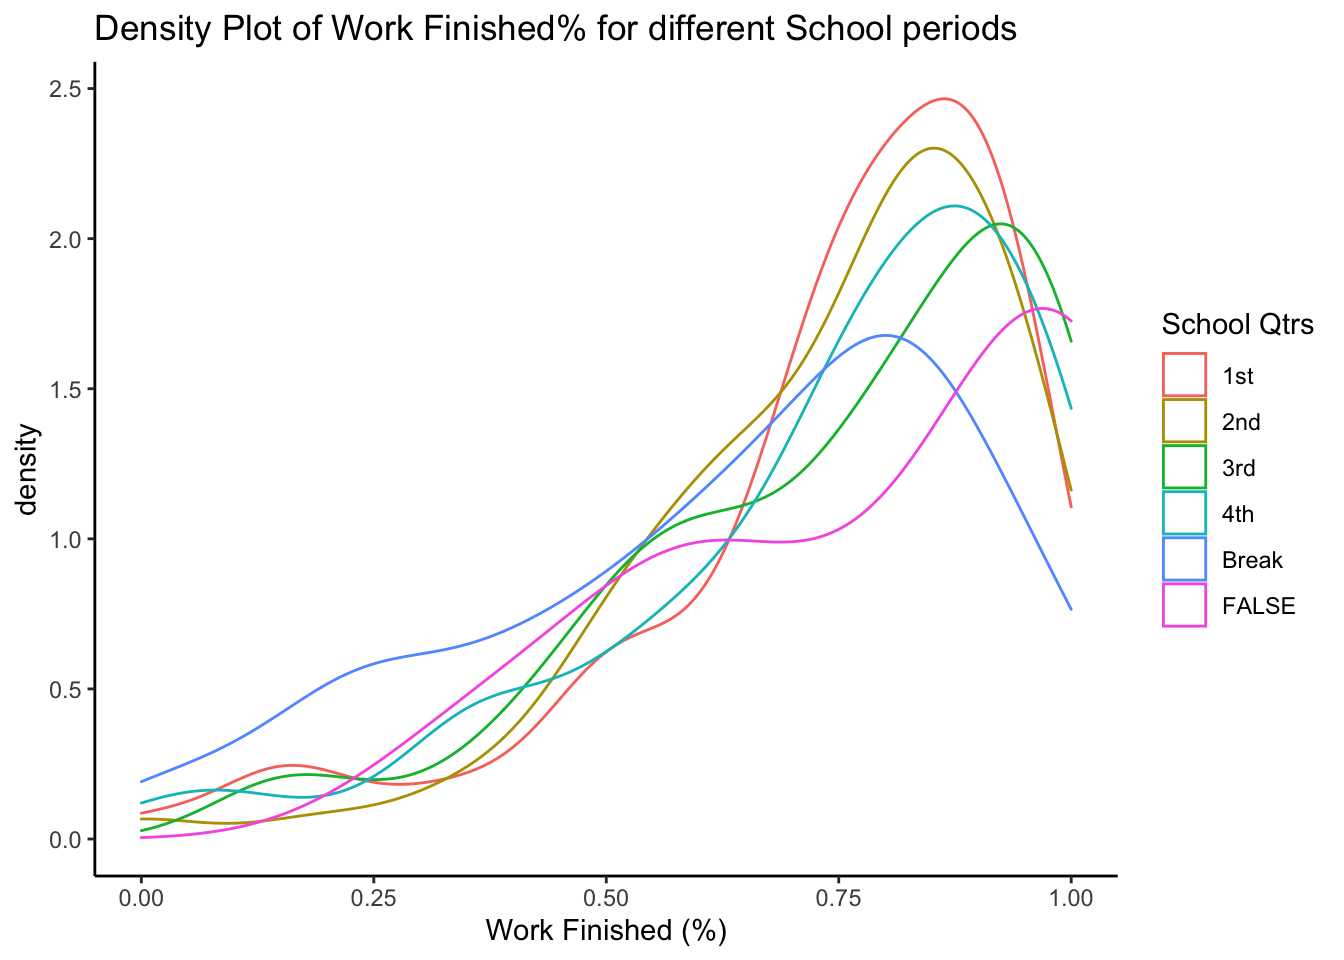 Density Plot of Work Finished% for different School periods
density
2.5
2.0
1.5
1.0
0.5
0.0
0.00 0.25 0.50 0.75 1.00
Work Finished (%)
School Qtrs
1st
2nd
3rd
4th
Break
FALSE